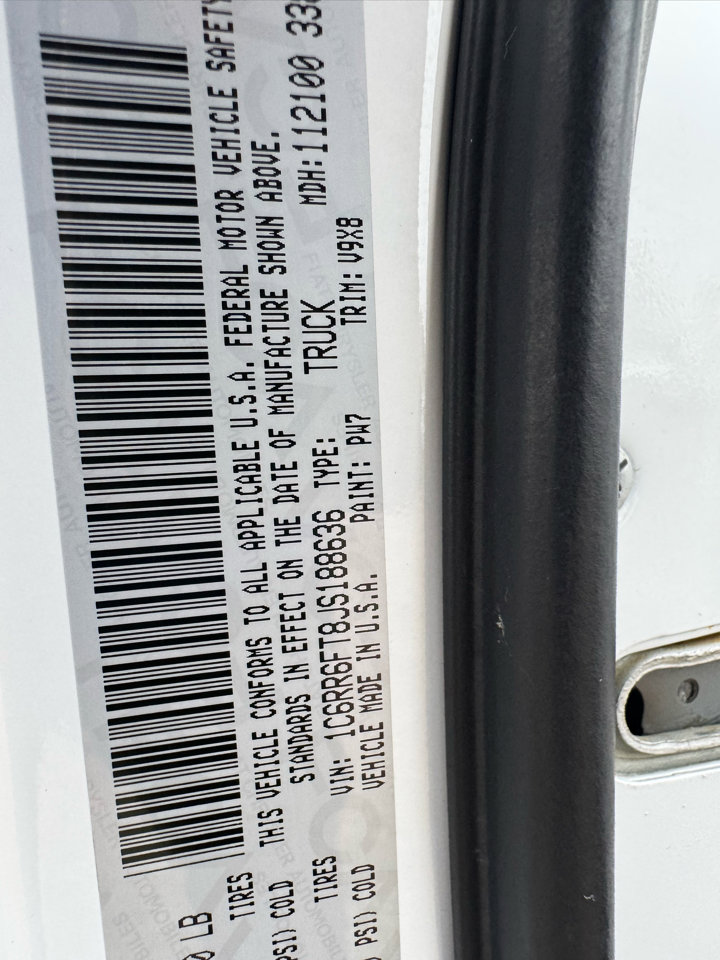 LB
TIRES
PSI) COLD
THIS VEHICLE CONFORMS TO ALL APPLICABLE U.S.A. FEDERAL MOTOR VEHICLE SAFETY
STANDARDS IN EFFECT ON THE DATE OF MANUFACTURE SHOWN ABOVE.
TIRES
PSI) COLD
VIN: 1C6RR6FT8JS188636 TYPE: TRUCK MDH:112100 33
VEHICLE MADE IN U.S.A. PAINT: PW7 TRIM: V9X8